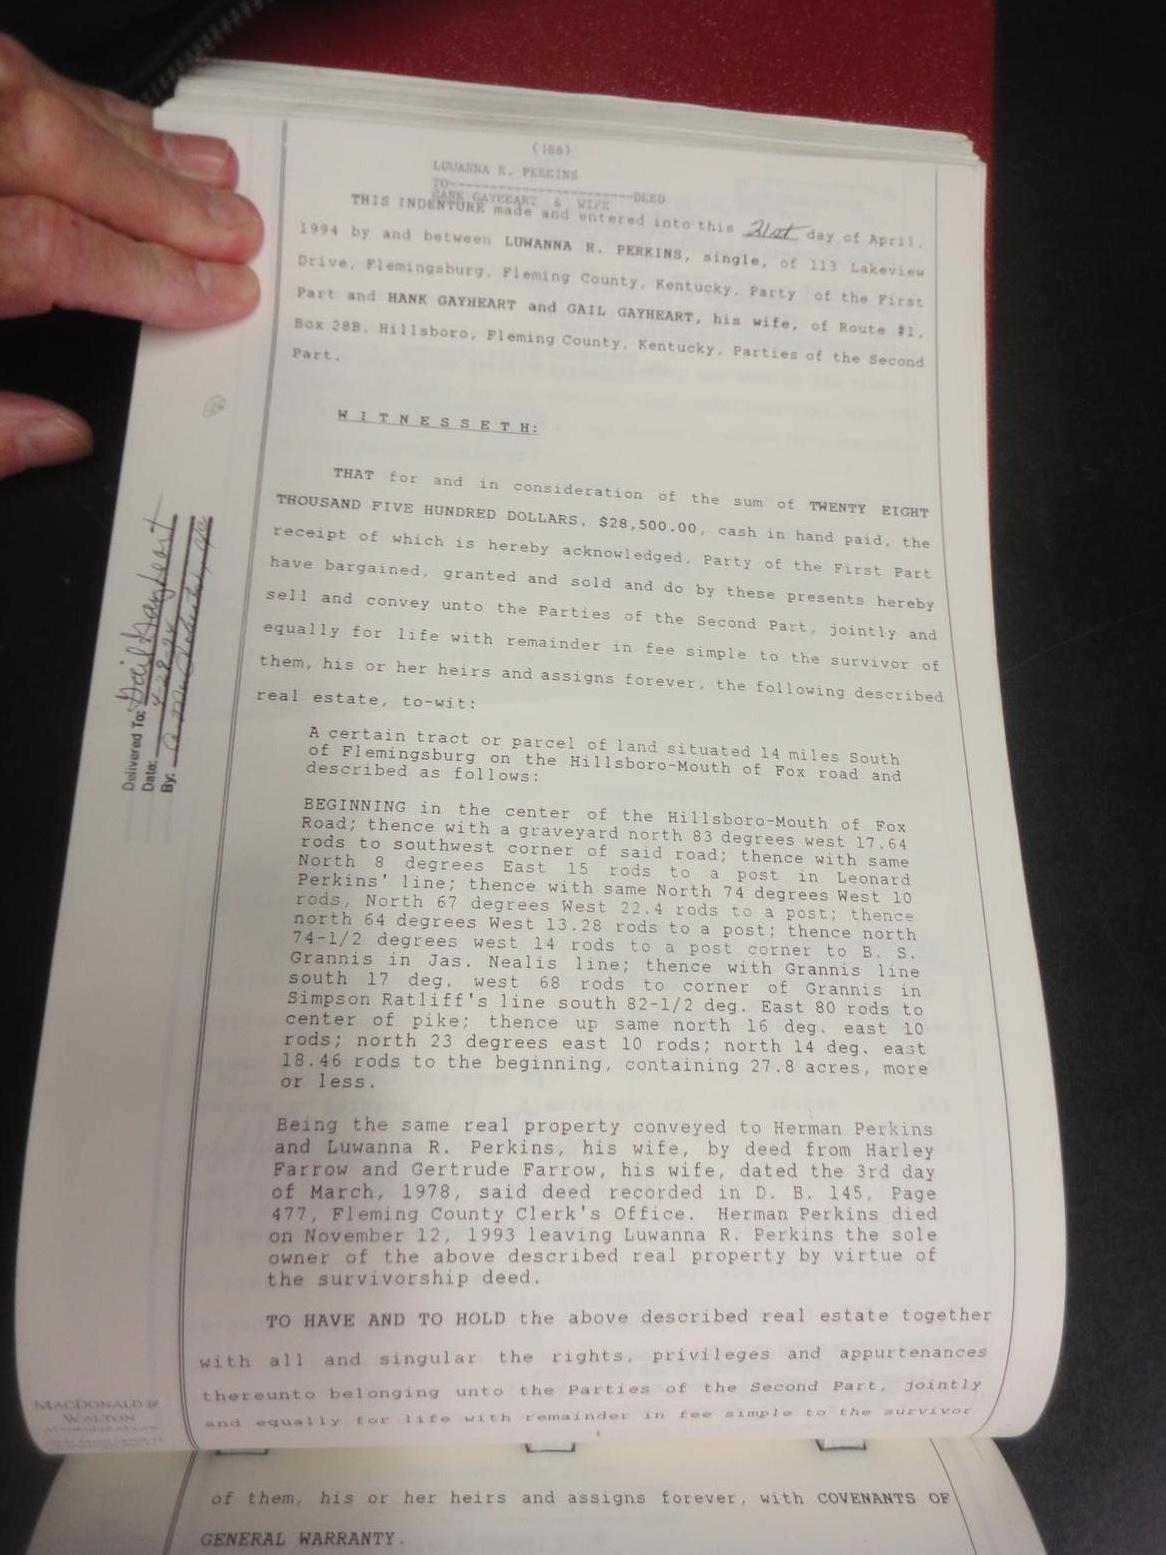 (186)
LUWANNA R. PERKINS
TO--------------------DEED
HANK GAYHEART & WIFE
THIS INDENTURE made and entered into this 21st day of April,
1994 by and between LUWANNA R. PERKINS, single, of 113 Lakeview
Drive, Flemingsburg, Fleming County, Kentucky, Party of the First
Part and HANK GAYHEART and GAIL GAYHEART, his wife, of Route #1,
Box 28B, Hillsboro, Fleming County, Kentucky, Parties of the Second
Part.
W I T N E S S E T H:
THAT for and in consideration of the sum of TWENTY EIGHT
THOUSAND FIVE HUNDRED DOLLARS, $28,500.00, cash in hand paid, the
receipt of which is hereby acknowledged, Party of the First Part
have bargained, granted and sold and do by these presents hereby
sell and convey unto the Parties of the Second Part, jointly and
equally for life with remainder in fee simple to the survivor of
them, his or her heirs and assigns forever, the following described
real estate, to-wit:
A certain tract or parcel of land situated 14 miles South
of Flemingsburg on the Hillsboro-Mouth of Fox road and
described as follows:
BEGINNING in the center of the Hillsboro-Mouth of Fox
Road; thence with a graveyard north 83 degrees west 17.64
rods to southwest corner of said road; thence with same
North 8 degrees East 15 rods to a post in Leonard
Perkins' line; thence with same North 74 degrees West 10
rods, North 67 degrees West 22.4 rods to a post; thence
north 64 degrees West 13.28 rods to a post; thence north
74-1/2 degrees west 14 rods to a post corner to B. S.
Grannis in Jas. Nealis line; thence with Grannis line
south 17 deg. west 68 rods to corner of Grannis in
Simpson Ratliff's line south 82-1/2 deg. East 80 rods to
center of pike; thence up same north 16 deg. east 10
rods; north 23 degrees east 10 rods; north 14 deg. east
18.46 rods to the beginning, containing 27.8 acres, more
or less.
Being the same real property conveyed to Herman Perkins
and Luwanna R. Perkins, his wife, by deed from Harley
Farrow and Gertrude Farrow, his wife, dated the 3rd day
of March, 1978, said deed recorded in D. B. 145, Page
477, Fleming County Clerk's Office. Herman Perkins died
on November 12, 1993 leaving Luwanna R. Perkins the sole
owner of the above described real property by virtue of
the survivorship deed.
TO HAVE AND TO HOLD the above described real estate together
with all and singular the rights, privileges and appurtenances
thereunto belonging unto the Parties of the Second Part, jointly
and equally for life with remainder in fee simple to the survivor
of them, his or her heirs and assigns forever, with COVENANTS OF
GENERAL WARRANTY.
Delivered To: Gail Gayheart
Date: 4-28-94
By:
MACDONALD &
WALTON
ATTORNEYS AT LAW